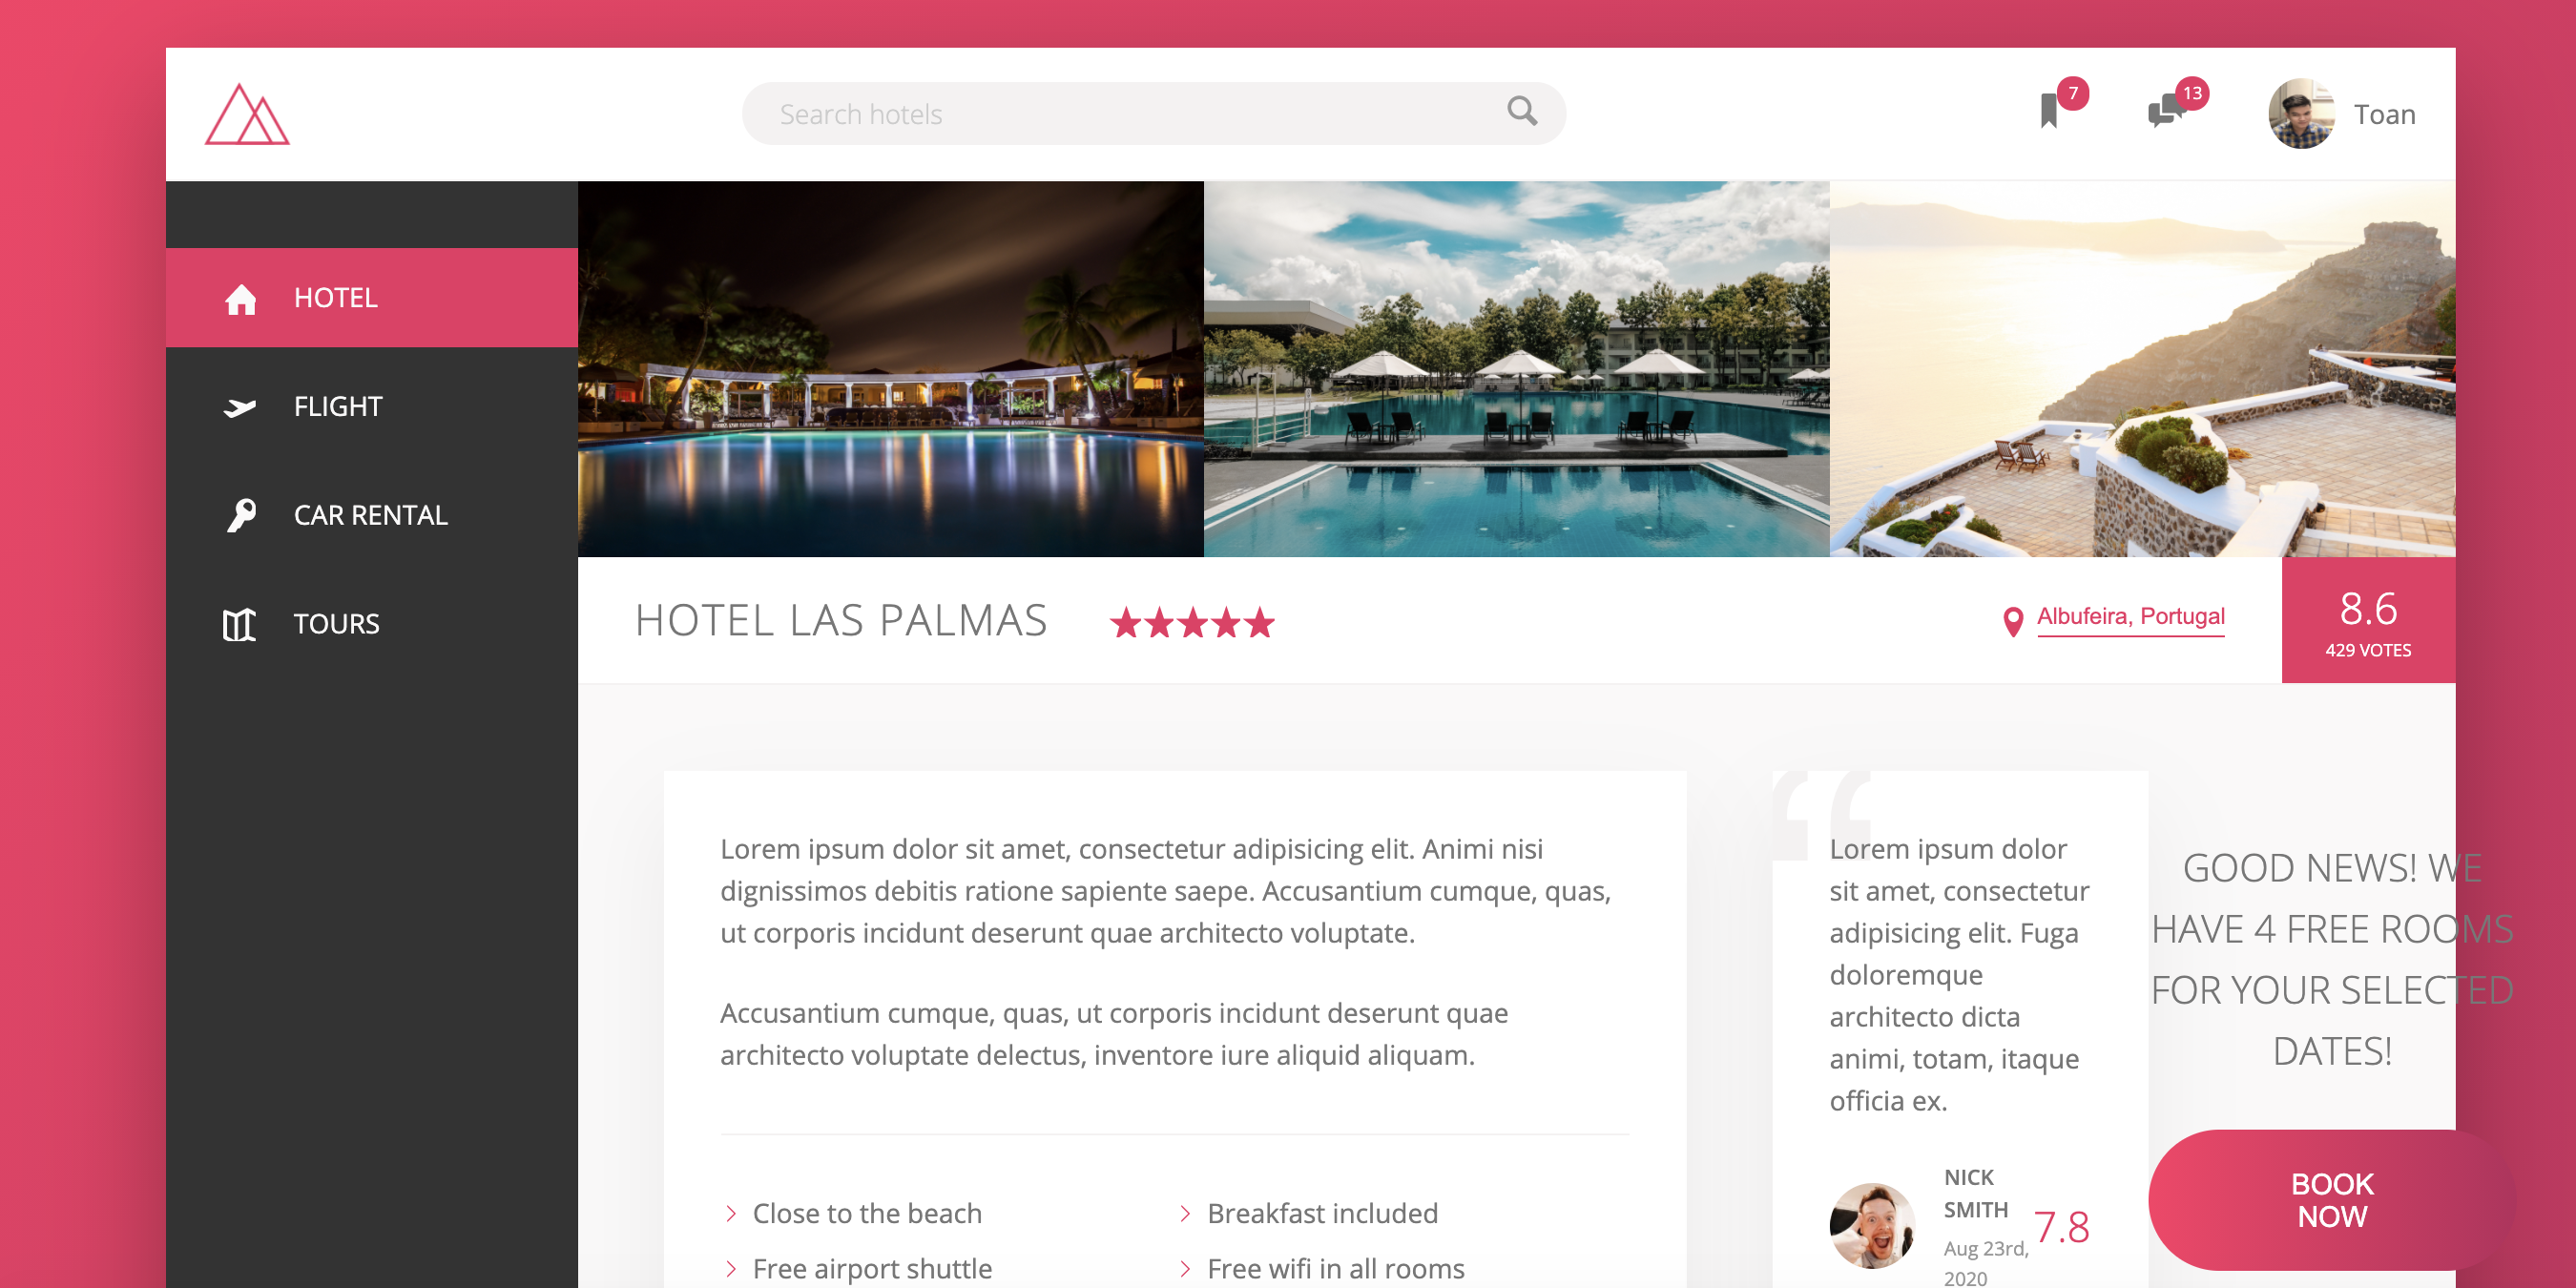 Search hotels
7
13
Toan
HOTEL
FLIGHT
CAR RENTAL
TOURS
HOTEL LAS PALMAS
Albufeira, Portugal
8.6
429 VOTES
Lorem ipsum dolor sit amet, consectetur adipisicing elit. Animi nisi
dignissimos debitis ratione sapiente saepe. Accusantium cumque, quas,
ut corporis incidunt deserunt quae architecto voluptate.
Accusantium cumque, quas, ut corporis incidunt deserunt quae
architecto voluptate delectus, inventore iure aliquid aliquam.
Close to the beach
Breakfast included
Free airport shuttle
Free wifi in all rooms
“
Lorem ipsum dolor
sit amet, consectetur
adipisicing elit. Fuga
doloremque
architecto dicta
animi, totam, itaque
officia ex.
NICK
SMITH
Aug 23rd,
2020
7.8
GOOD NEWS! WE
HAVE 4 FREE ROOMS
FOR YOUR SELECTED
DATES!
BOOK
NOW